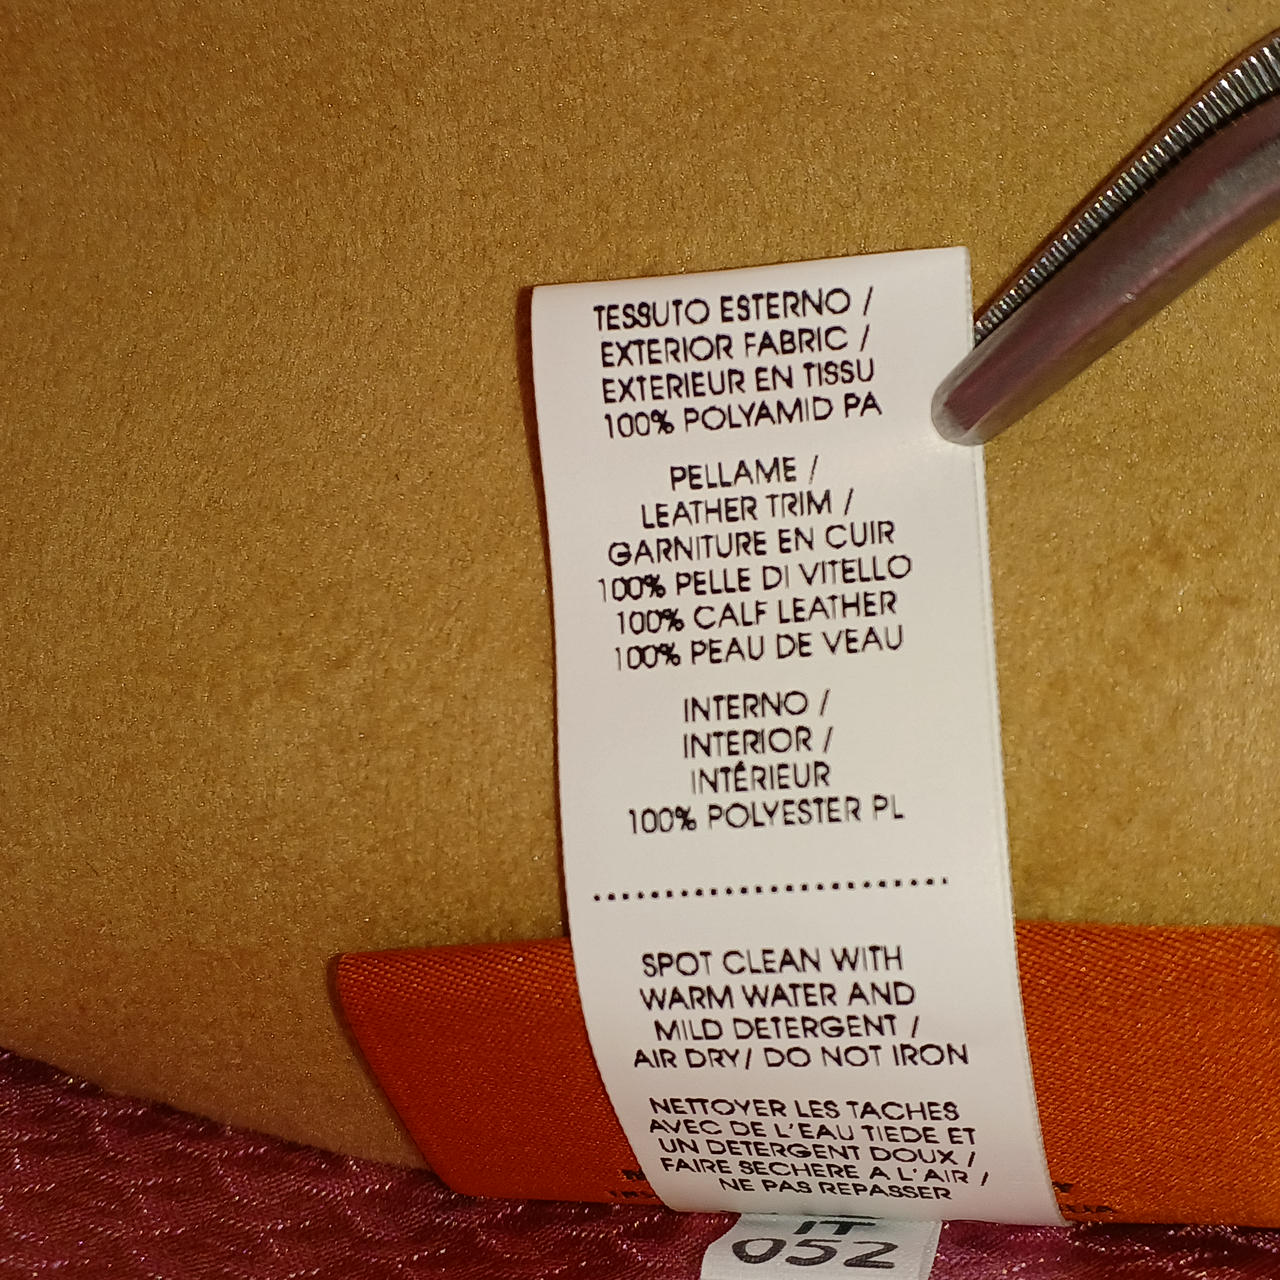 TESSUTO ESTERNO /
EXTERIOR FABRIC /
EXTERIEUR EN TISSU
100% POLYAMID PA
PELLAME /
LEATHER TRIM /
GARNITURE EN CUIR
100% PELLE DI VITELLO
100% CALF LEATHER
100% PEAU DE VEAU
INTERNO /
INTERIOR /
INTÉRIEUR
100% POLYESTER PL
SPOT CLEAN WITH
WARM WATER AND
MILD DETERGENT /
AIR DRY/ DO NOT IRON
NETTOYER LES TACHES
AVEC DE L'EAU TIEDE ET
UN DETERGENT DOUX /
FAIRE SECHERE A L'AIR /
NE PAS REPASSER
IT
052